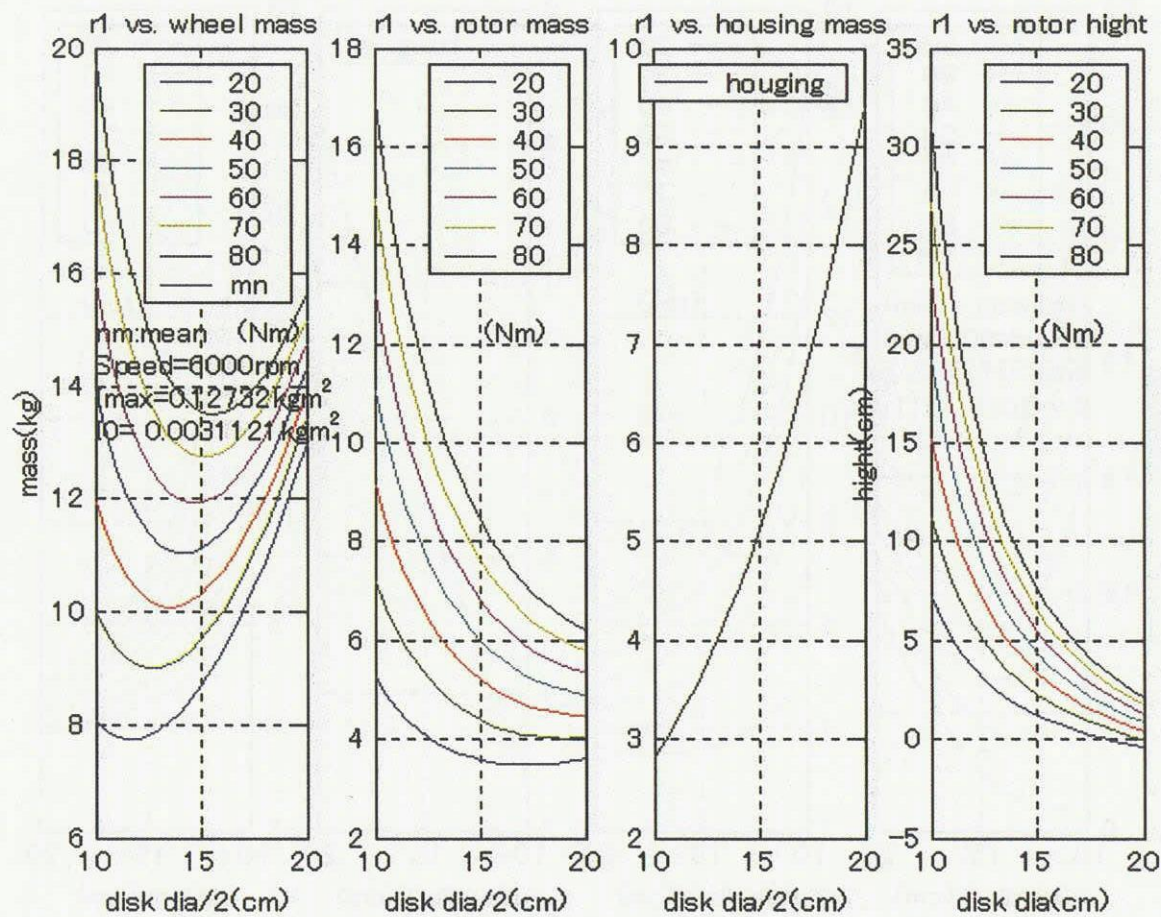 r1 vs. wheel mass
20
18
16
14
12
10
8
6
mass(kg)
20
30
40
50
60
70
80
mn
nm:mean (Nm)
Speed=6000rpm
Imax=0.12732kgm²
I0= 0.0031121kgm²
10 15 20
disk dia/2(cm)
r1 vs. rotor mass
18
16
14
12
10
8
6
4
2
20
30
40
50
60
70
80
(Nm)
10 15 20
disk dia/2(cm)
r1 vs. housing mass
10
9
8
7
6
5
4
3
2
houging
10 15 20
disk dia/2(cm)
r1 vs. rotor hight
35
30
25
20
15
10
5
0
-5
hight(cm)
20
30
40
50
60
70
80
(Nm)
10 15 20
disk dia(cm)